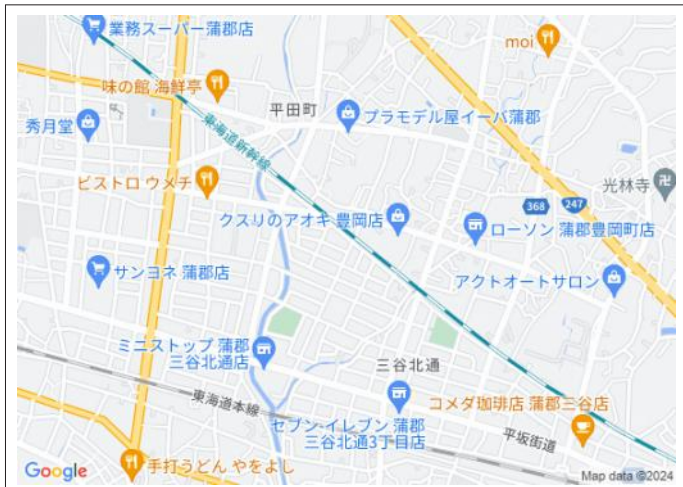 業務スーパー蒲郡店
moi
味の館 海鮮亭
平田町
プラモデル屋イーバ蒲郡
秀月堂
東海道新幹線
ビストロ ウメチ
光林寺
368
247
クスリのアオキ 豊岡店
ローソン 蒲郡豊岡町店
サンヨネ 蒲郡店
アクトオートサロン
ミニストップ 蒲郡
三谷北通店
三谷北通
東海道本線
コメダ珈琲店 蒲郡三谷店
セブン-イレブン 蒲郡
三谷北通3丁目店
平坂街道
手打うどん やをよし
Google
Map data ©2024